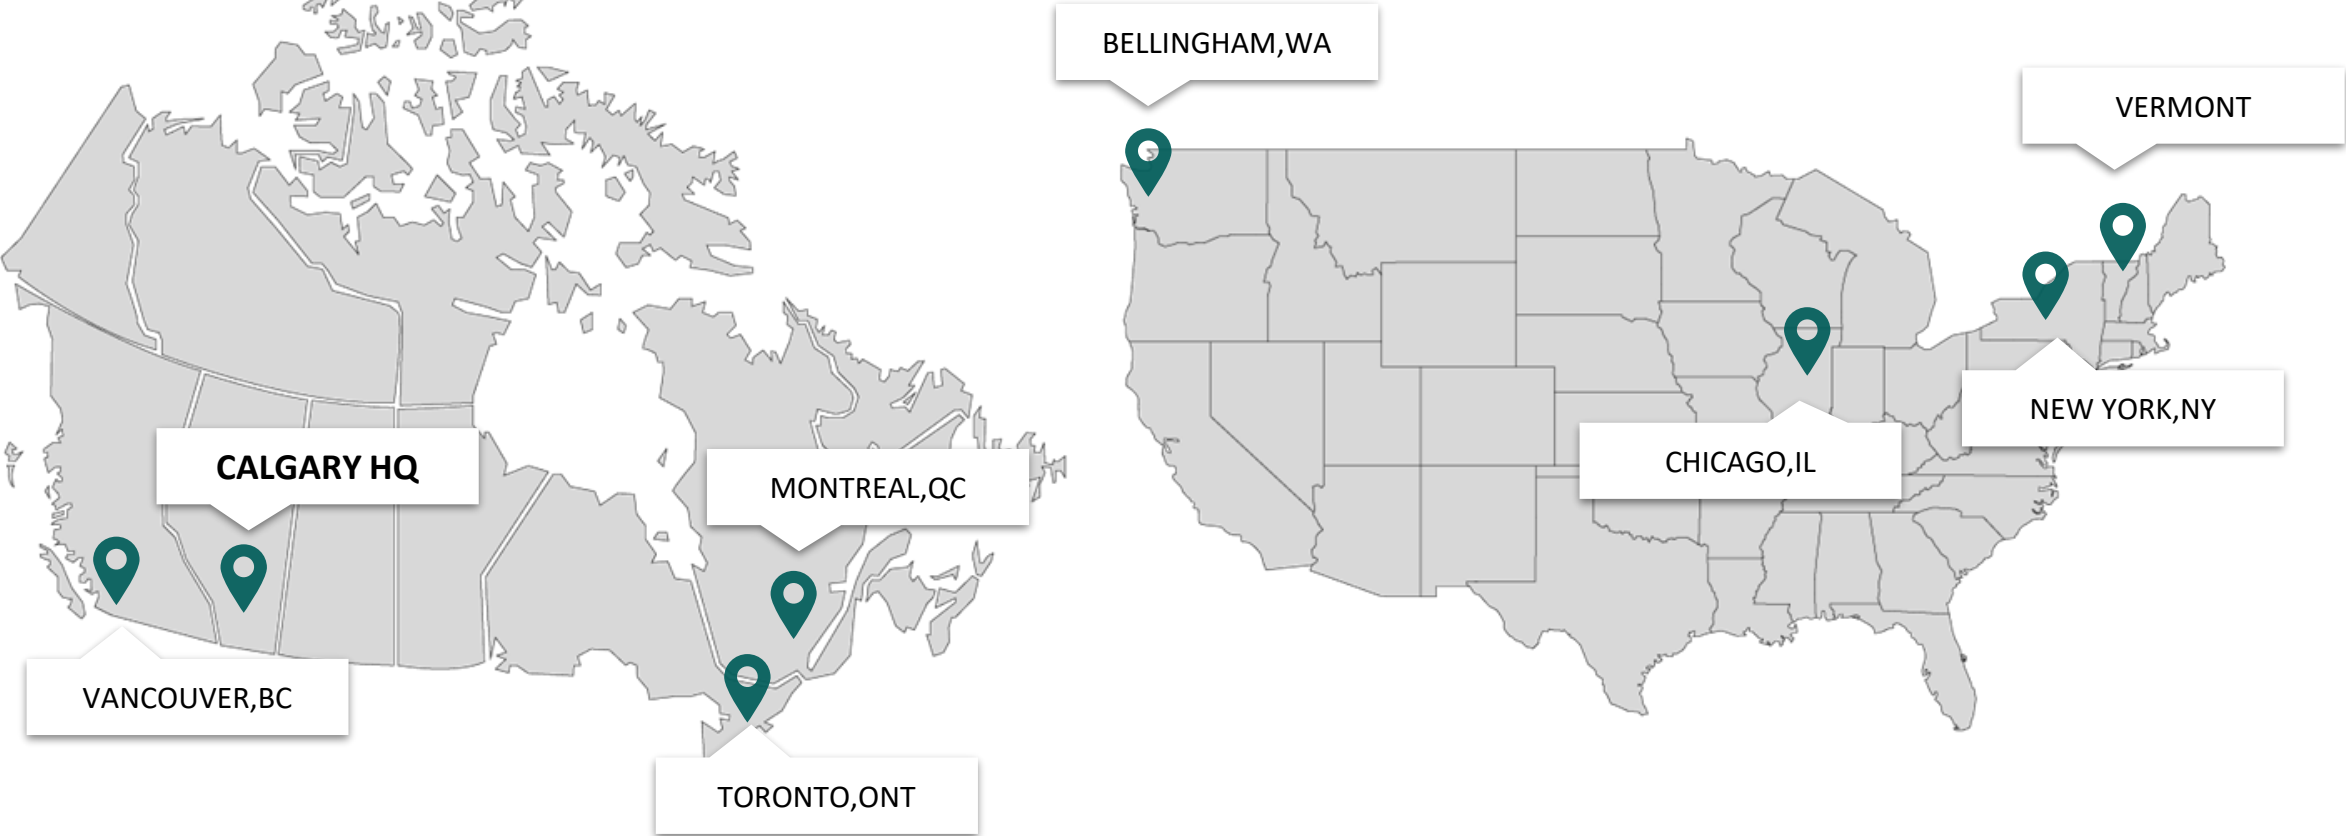 BELLINGHAM,WA
VERMONT
NEW YORK,NY
CHICAGO,IL
CALGARY HQ
MONTREAL,QC
VANCOUVER,BC
TORONTO,ONT